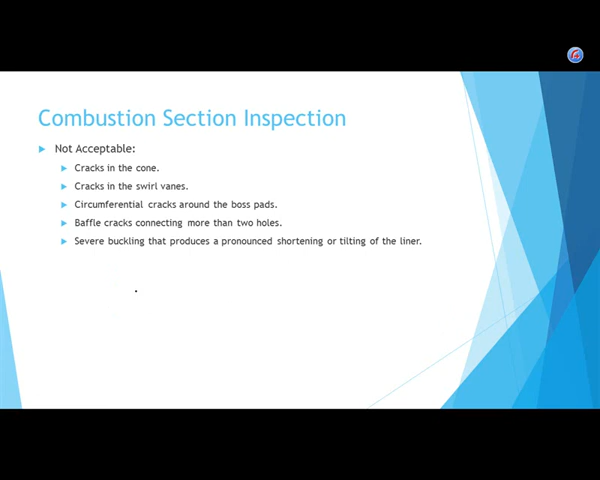 Combustion Section Inspection
Not Acceptable:
Cracks in the cone.
Cracks in the swirl vanes.
Circumferential cracks around the boss pads.
Baffle cracks connecting more than two holes.
Severe buckling that produces a pronounced shortening or tilting of the liner.